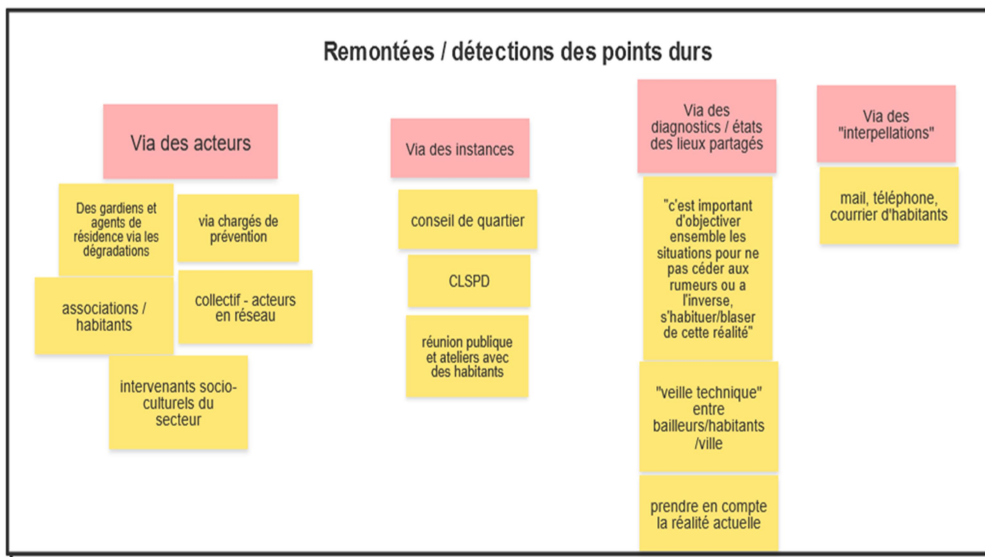 Remontées / détections des points durs
Via des acteurs
Des gardiens et
agents de
résidence via les
dégradations
via chargés de
prévention
associations /
habitants
collectif - acteurs
en réseau
intervenants socio-
culturels du
secteur
Via des instances
conseil de quartier
CLSPD
réunion publique
et ateliers avec
des habitants
Via des
diagnostics / états
des lieux partagés
"c'est important
d'objectiver
ensemble les
situations pour ne
pas céder aux
rumeurs ou a
l'inverse,
s'habituer/blaser
de cette réalité"
"veille technique"
entre
bailleurs/habitants
/ville
prendre en compte
la réalité actuelle
Via des
"interpellations"
mail, téléphone,
courrier d'habitants